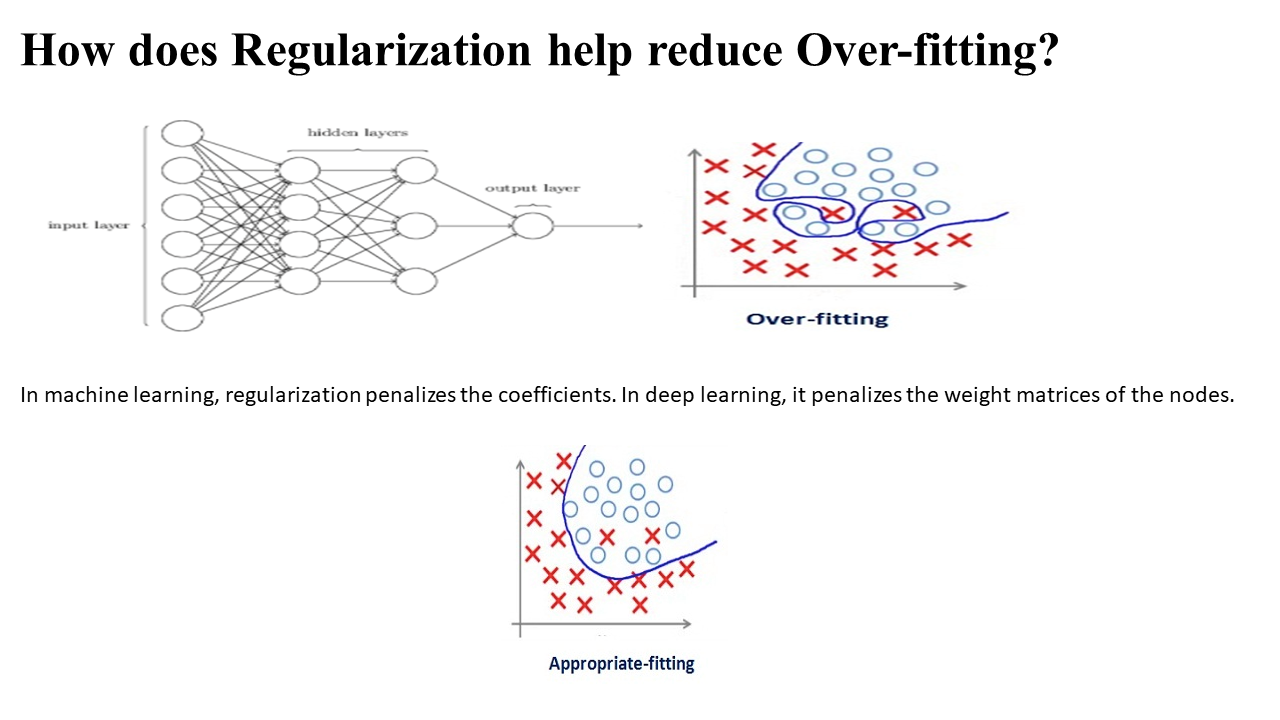 How does Regularization help reduce Over-fitting?
hidden layers
output layer
input layer
Over-fitting
In machine learning, regularization penalizes the coefficients. In deep learning, it penalizes the weight matrices of the nodes.
Appropriate-fitting